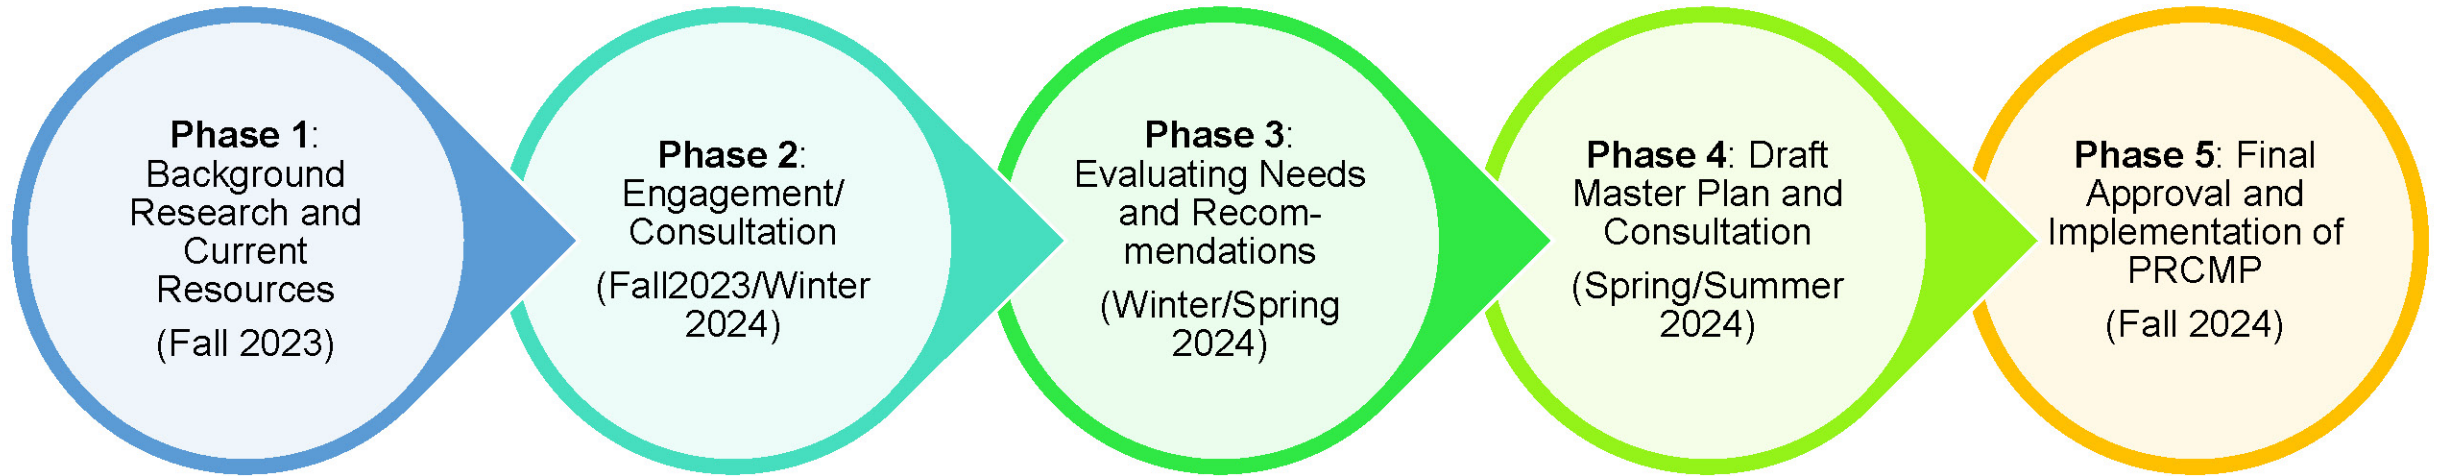 Phase 1:
Background
Research and
Current
Resources
(Fall 2023)
Phase 2:
Engagement/
Consultation
(Fall2023/Winter
2024)
Phase 3:
Evaluating Needs
and Recom-
mendations
(Winter/Spring
2024)
Phase 4: Draft
Master Plan and
Consultation
(Spring/Summer
2024)
Phase 5: Final
Approval and
Implementation of
PRCMP
(Fall 2024)